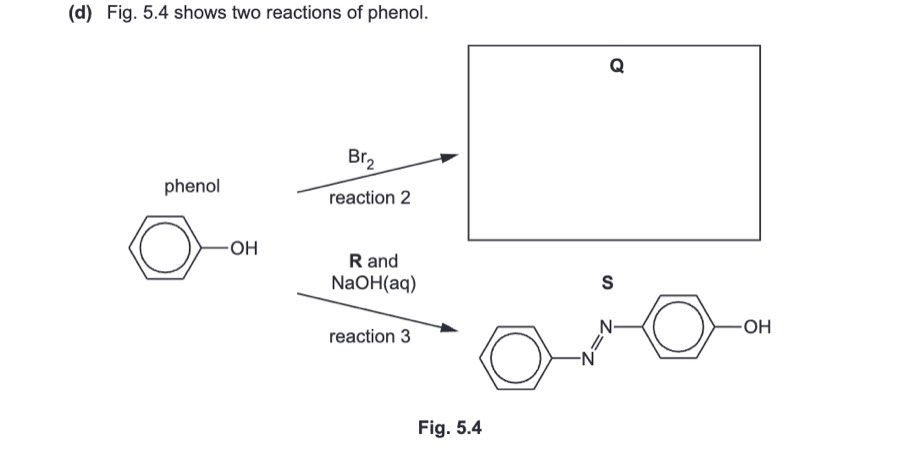 (d) Fig. 5.4 shows two reactions of phenol.
Q
Br₂
phenol
reaction 2
OH
R and
NaOH(aq)
S
reaction 3
N
N
OH
Fig. 5.4